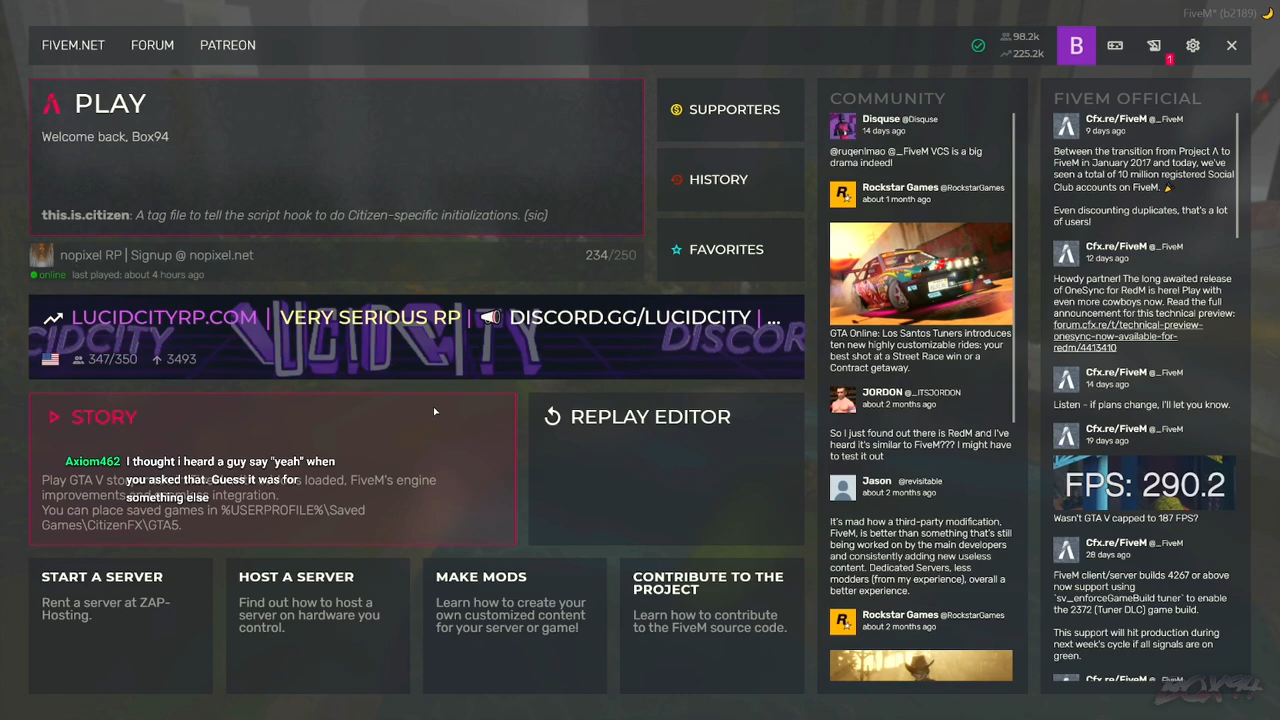 FiveM* (b2189)
FIVEM.NET
FORUM
PATREON
98.2k
225.2k
B
1
PLAY
Welcome back, Box94
this.is.citizen: A tag file to tell the script hook to do Citizen-specific initializations. (sic)
nopixel RP | Signup @ nopixel.net
234/250
online
last played: about 4 hours ago
SUPPORTERS
HISTORY
FAVORITES
LUCIDCITYRP.COM | VERY SERIOUS RP | DISCORD.GG/LUCIDCITY | ...
347/350
3493
STORY
Axiom462 I thought i heard a guy say "yeah" when
you asked that. Guess it was for
something else
Play GTA V loaded, FiveM's engine
improvements integration.
You can place saved games in %USERPROFILE%\Saved
Games\CitizenFX\GTA5.
REPLAY EDITOR
START A SERVER
Rent a server at ZAP-
Hosting.
HOST A SERVER
Find out how to host a
server on hardware you
control.
MAKE MODS
Learn how to create your
own customized content
for your server or game!
CONTRIBUTE TO THE
PROJECT
Learn how to contribute
to the FiveM source code.
COMMUNITY
Disquse @Disquse
14 days ago
@ruqen1mao @_FiveM VCS is a big
drama indeed!
Rockstar Games @RockstarGames
about 1 month ago
GTA Online: Los Santos Tuners introduces
ten new highly customizable rides: your
best shot at a Street Race win or a
Contract getaway.
JORDON @_ITSJORDON
about 2 months ago
So I just found out there is RedM and I've
heard it's similar to FiveM??? I might have
to test it out
Jason @revisitable
about 2 months ago
It's mad how a third-party modification,
FiveM, is better than something that's still
being worked on by the main developers
and consistently adding new useless
content. Dedicated Servers, less
modders (from my experience), overall a
better experience.
Rockstar Games @RockstarGames
about 2 months ago
FIVEM OFFICIAL
Cfx.re/FiveM @_FiveM
9 days ago
Between the transition from Project Λ to
FiveM in January 2017 and today, we've
seen a total of 10 million registered Social
Club accounts on FiveM.
Even discounting duplicates, that's a lot
of users!
Cfx.re/FiveM @_FiveM
12 days ago
Howdy partner! The long awaited release
of OneSync for RedM is here! Play with
even more cowboys now. Read the full
announcement for this technical preview:
forum.cfx.re/t/technical-preview-
onesync-now-available-for-
redm/4413410
Cfx.re/FiveM @_FiveM
14 days ago
Listen - if plans change, I'll let you know.
Cfx.re/FiveM @_FiveM
19 days ago
FPS: 290.2
Wasn't GTA V capped to 187 FPS?
Cfx.re/FiveM @_FiveM
28 days ago
FiveM client/server builds 4267 or above
now support using
`sv_enforceGameBuild tuner` to enable
the 2372 (Tuner DLC) game build.
This support will hit production during
next week's cycle if all signals are on
green.
Cfx.re/FiveM @_FiveM
BOX94